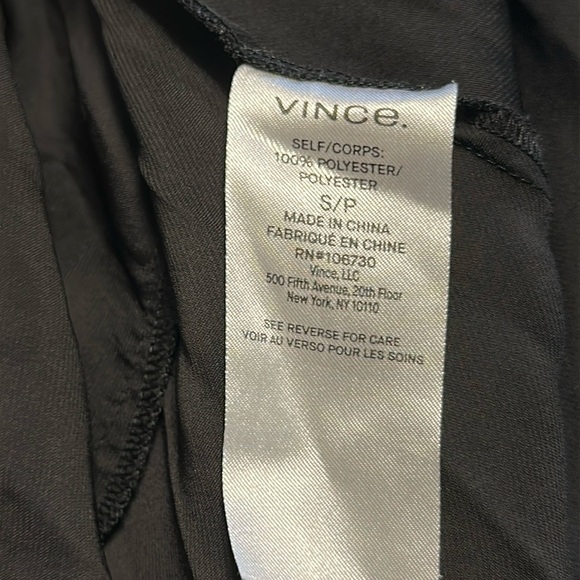 VINCe.
SELF/CORPS:
100% POLYESTER/
POLYESTER
S/P
MADE IN CHINA
FABRIQUÉ EN CHINE
RN#106730
Vince, LLC
500 Fifth Avenue, 20th Floor
New York, NY 10110
SEE REVERSE FOR CARE
VOIR AU VERSO POUR LES SOINS